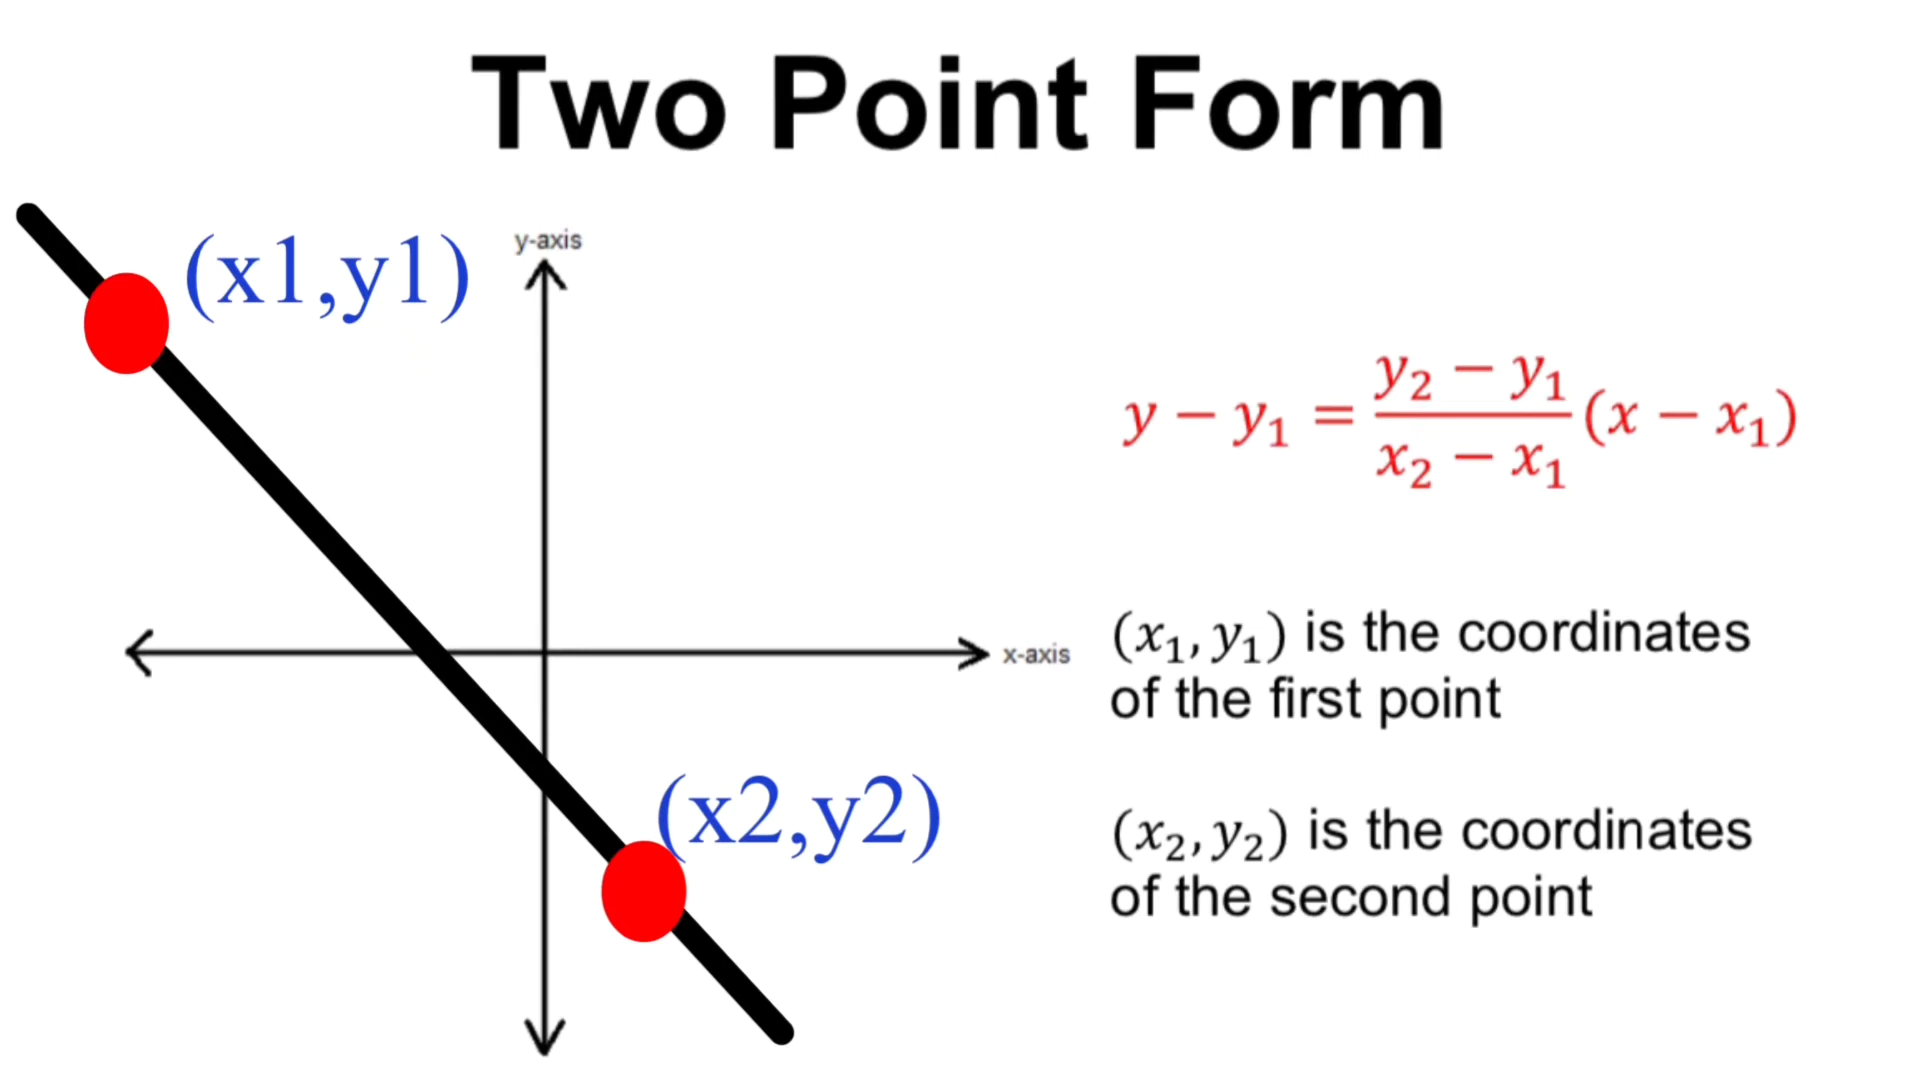 Two Point Form
(x1,y1)
y-axis
y − y₁ = (y₂ − y₁)/(x₂ − x₁) (x − x₁)
x-axis
(x₁, y₁) is the coordinates
of the first point
(x2,y2)
(x₂, y₂) is the coordinates
of the second point